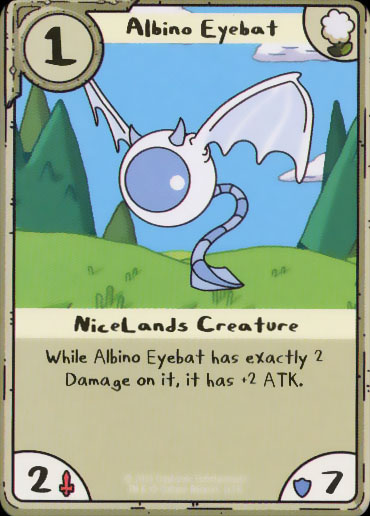 1
Albino Eyebat
NiceLands Creature
While Albino Eyebat has exactly 2
Damage on it, it has +2 ATK.
2
7